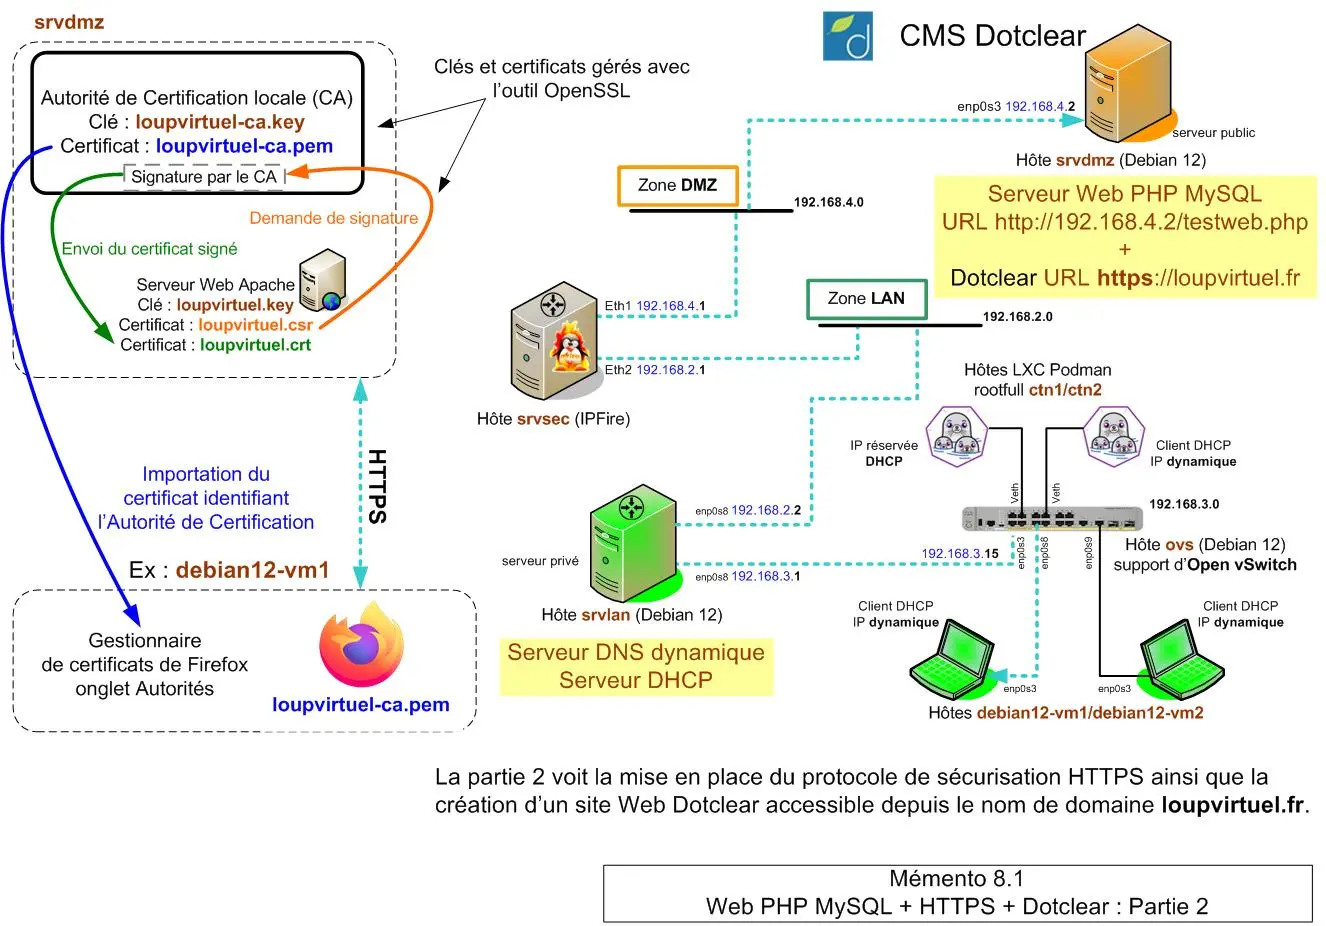 srvdmz
Autorité de Certification locale (CA)
Clé : loupvirtuel-ca.key
Certificat : loupvirtuel-ca.pem
Signature par le CA
Demande de signature
Envoi du certificat signé
Serveur Web Apache
Clé : loupvirtuel.key
Certificat : loupvirtuel.csr
Certificat : loupvirtuel.crt
Clés et certificats gérés avec
l'outil OpenSSL
HTTPS
Importation du
certificat identifiant
l'Autorité de Certification
Ex : debian12-vm1
Gestionnaire
de certificats de Firefox
onglet Autorités
loupvirtuel-ca.pem
d
CMS Dotclear
enp0s3 192.168.4.2
serveur public
Hôte srvdmz (Debian 12)
Serveur Web PHP MySQL
URL http://192.168.4.2/testweb.php
+
Dotclear URL https://loupvirtuel.fr
Zone DMZ
192.168.4.0
Zone LAN
192.168.2.0
Eth1 192.168.4.1
Eth2 192.168.2.1
Hôte srvsec (IPFire)
Hôtes LXC Podman
rootfull ctn1/ctn2
IP réservée
DHCP
Client DHCP
IP dynamique
Veth
Veth
192.168.3.0
enp0s3
enp0s8
enp0s9
Hôte ovs (Debian 12)
support d'Open vSwitch
enp0s8 192.168.2.2
serveur privé
192.168.3.15
enp0s8 192.168.3.1
Hôte srvlan (Debian 12)
Serveur DNS dynamique
Serveur DHCP
Client DHCP
IP dynamique
Client DHCP
IP dynamique
enp0s3
enp0s3
Hôtes debian12-vm1/debian12-vm2
La partie 2 voit la mise en place du protocole de sécurisation HTTPS ainsi que la
création d'un site Web Dotclear accessible depuis le nom de domaine loupvirtuel.fr.
Mémento 8.1
Web PHP MySQL + HTTPS + Dotclear : Partie 2